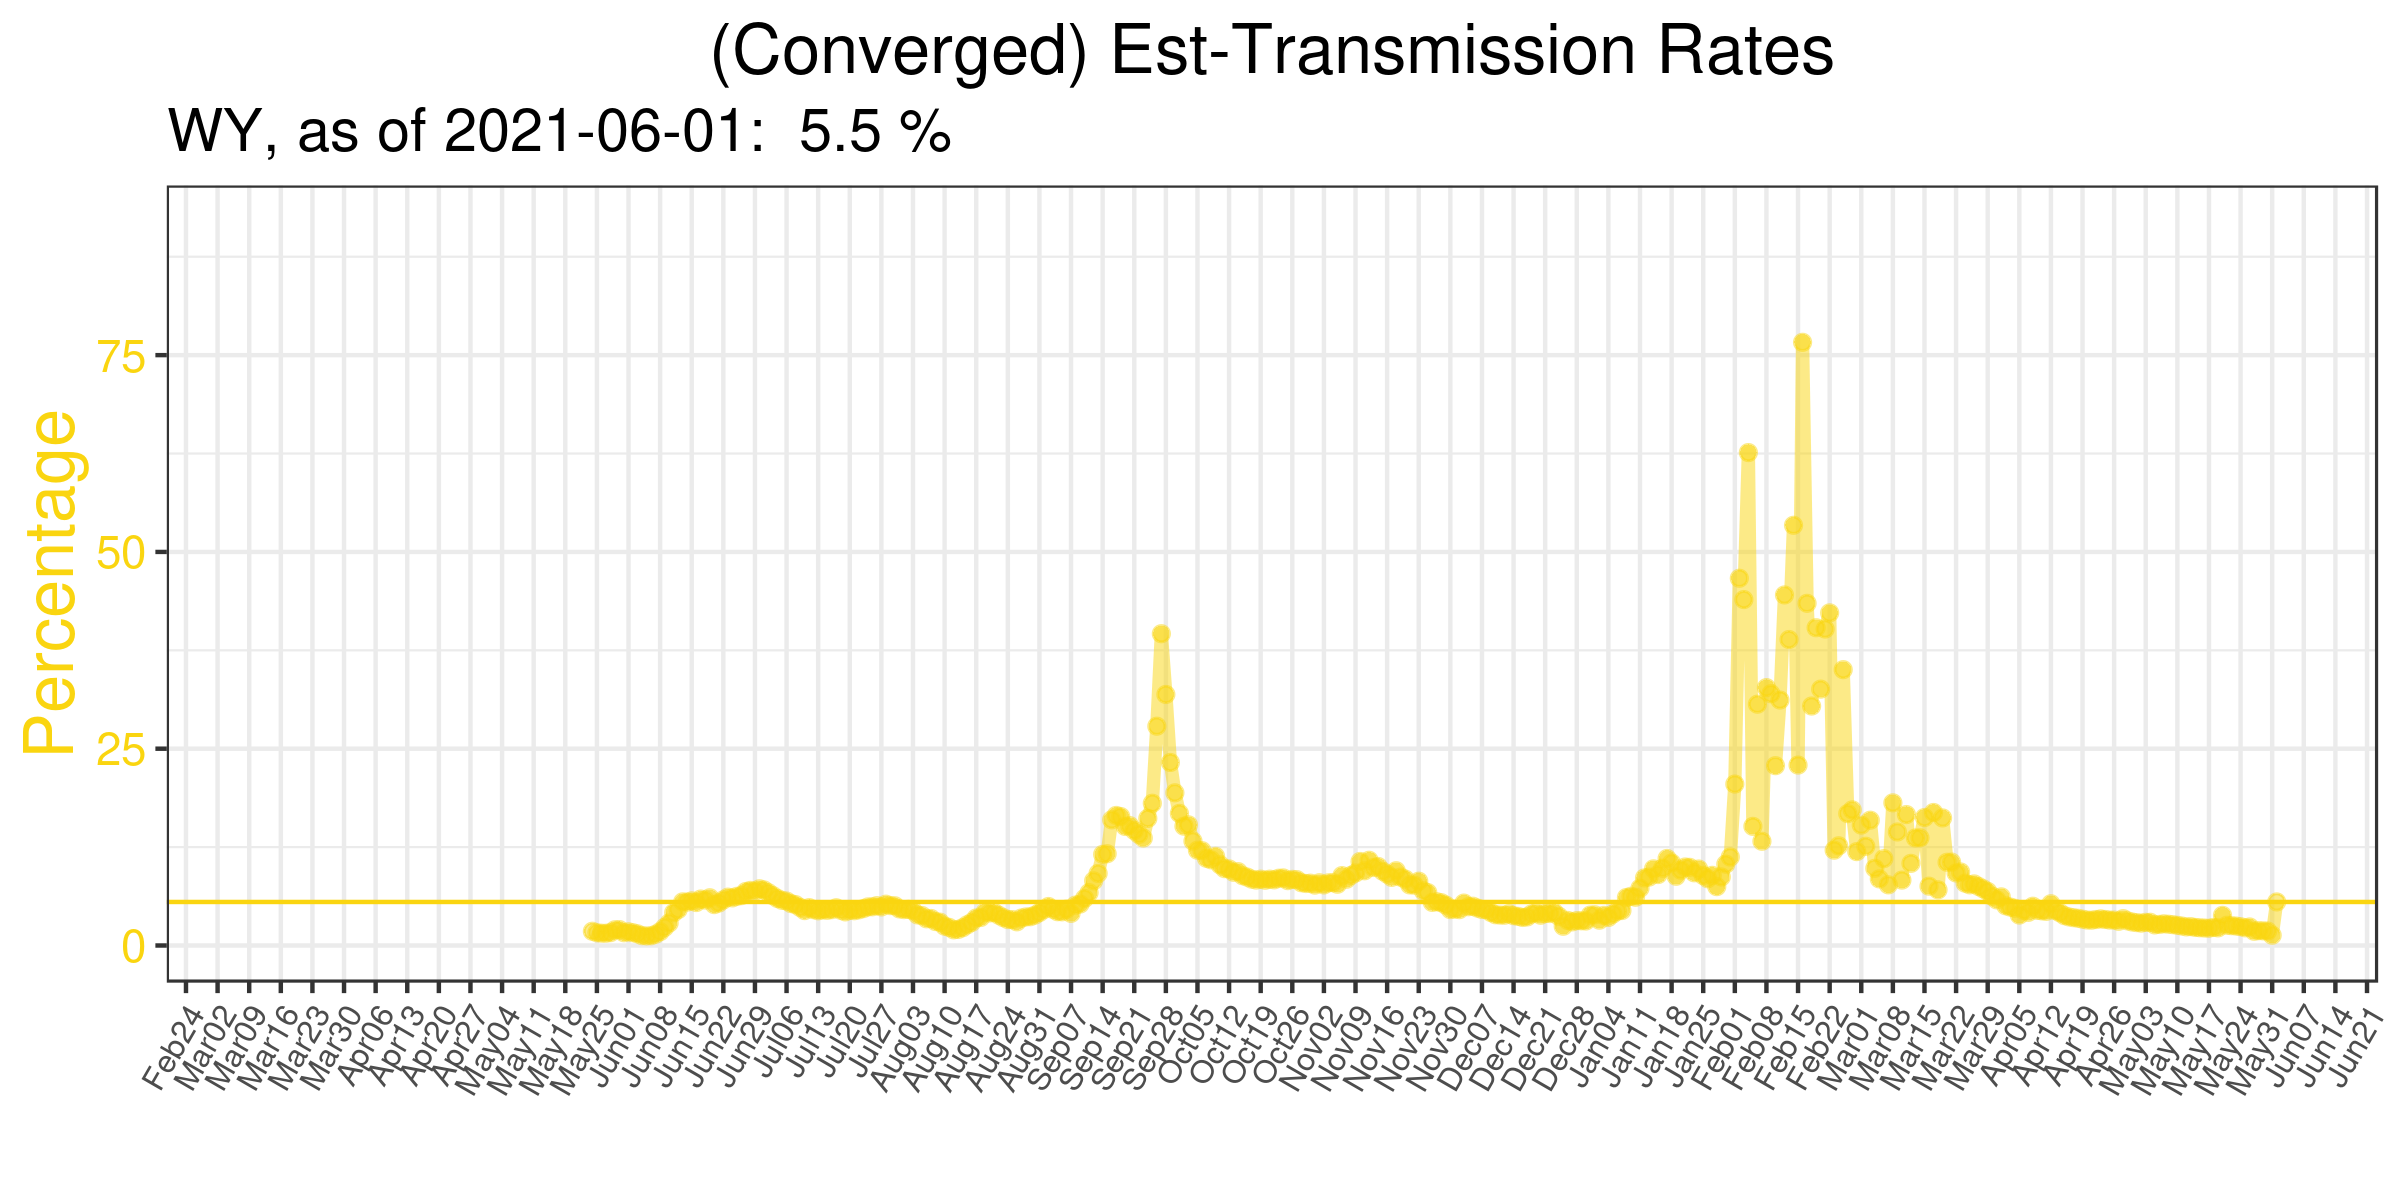 (Converged) Est-Transmission Rates
WY, as of 2021-06-01:  5.5 %
Percentage
75
50
25
0
Feb24
Mar02
Mar09
Mar16
Mar23
Mar30
Apr06
Apr13
Apr20
Apr27
May04
May11
May18
May25
Jun01
Jun08
Jun15
Jun22
Jun29
Jul06
Jul13
Jul20
Jul27
Aug03
Aug10
Aug17
Aug24
Aug31
Sep07
Sep14
Sep21
Sep28
Oct05
Oct12
Oct19
Oct26
Nov02
Nov09
Nov16
Nov23
Nov30
Dec07
Dec14
Dec21
Dec28
Jan04
Jan11
Jan18
Jan25
Feb01
Feb08
Feb15
Feb22
Mar01
Mar08
Mar15
Mar22
Mar29
Apr05
Apr12
Apr19
Apr26
May03
May10
May17
May24
May31
Jun07
Jun14
Jun21